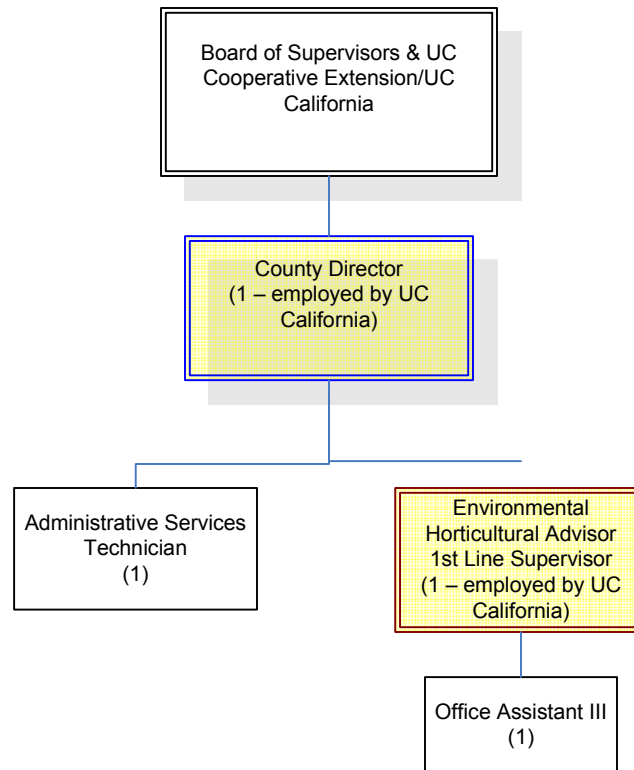 Board of Supervisors & UC
Cooperative Extension/UC
California
County Director
(1 – employed by UC
California)
Administrative Services
Technician
(1)
Environmental
Horticultural Advisor
1st Line Supervisor
(1 – employed by UC
California)
Office Assistant III
(1)